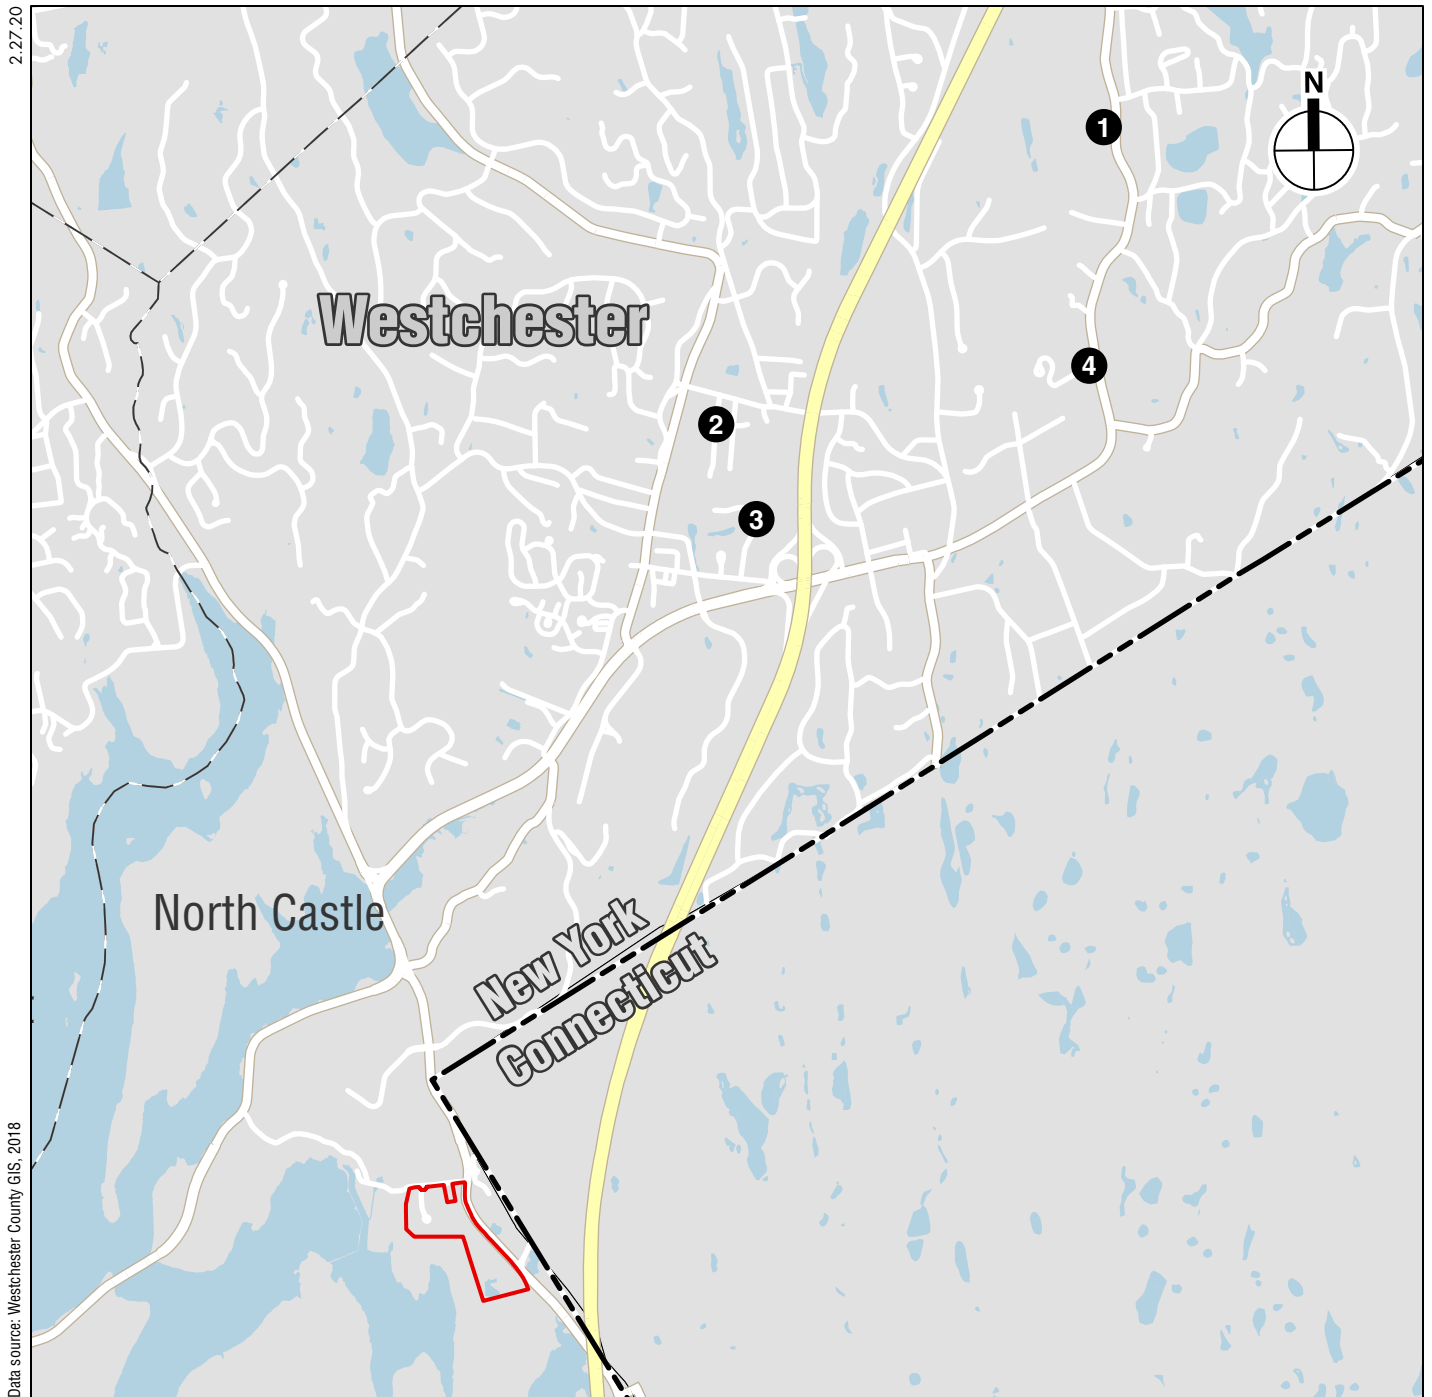 2.27.20
N
1
Westchester
4
2
3
North Castle
New York
Connecticut
Data source: Westchester County GIS, 2018